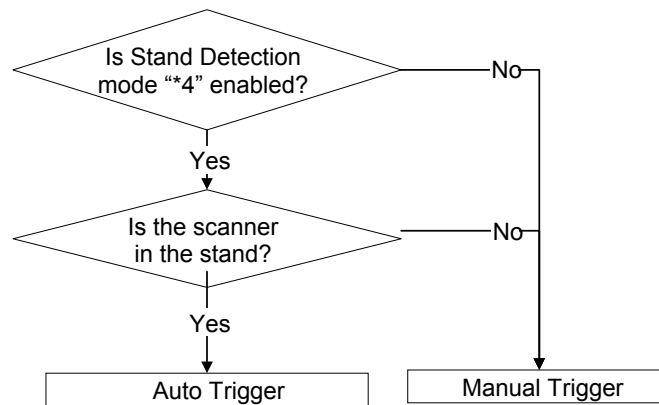 Is Stand Detection
mode “*4” enabled?
No
Yes
Is the scanner
in the stand?
No
Yes
Auto Trigger
Manual Trigger